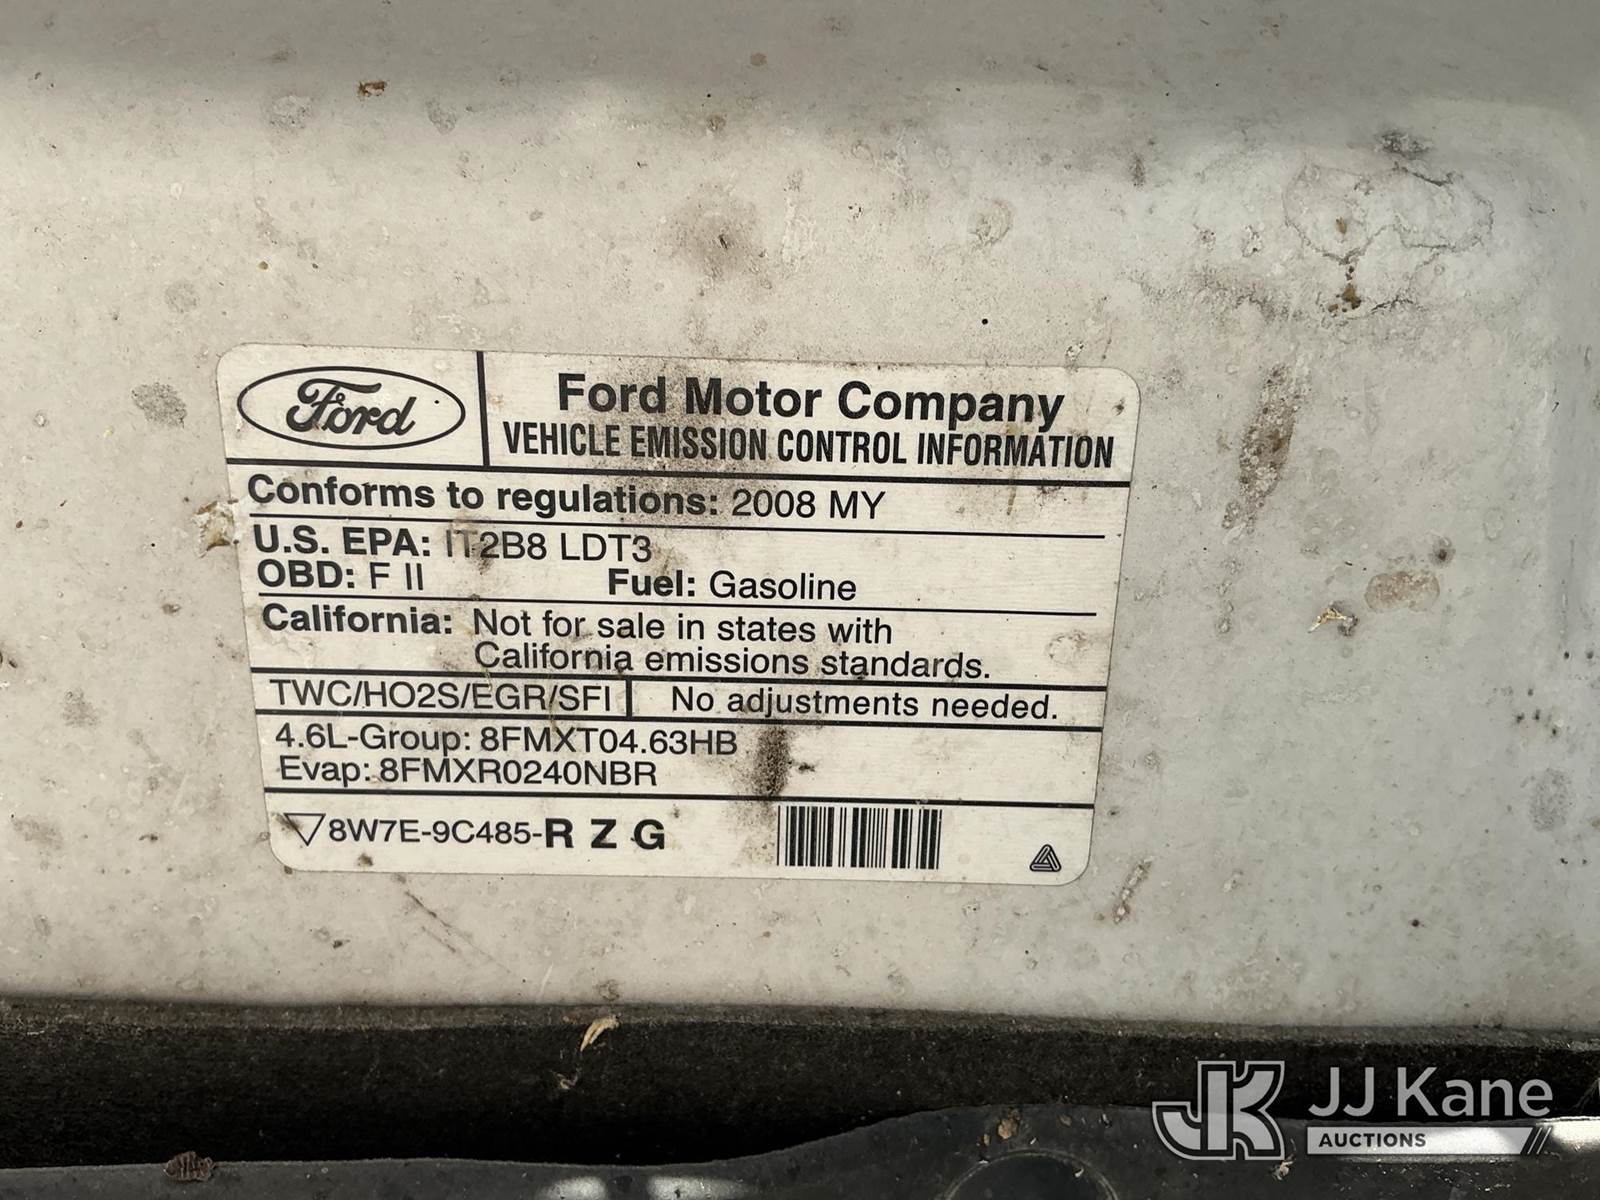 Ford
Ford Motor Company
VEHICLE EMISSION CONTROL INFORMATION
Conforms to regulations: 2008 MY
U.S. EPA: IT2B8 LDT3
OBD: F II Fuel: Gasoline
California: Not for sale in states with
California emissions standards.
TWC/HO2S/EGR/SFI No adjustments needed.
4.6L-Group: 8FMXT04.63HB
Evap: 8FMXR0240NBR
8W7E-9C485-R Z G
JK JJ Kane
AUCTIONS